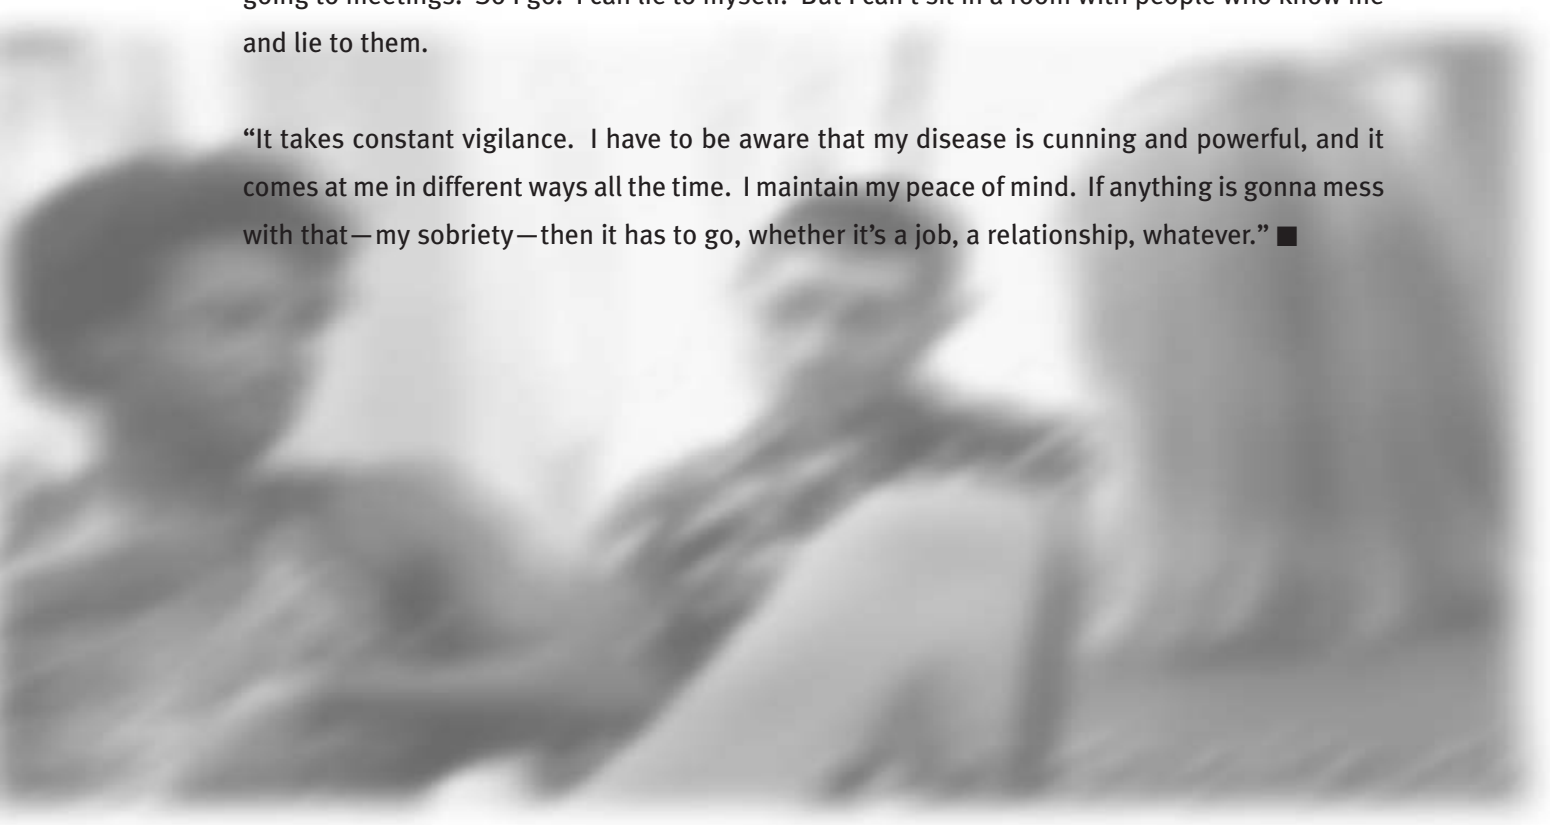 going to meetings. So I go. I can lie to myself. But I can't sit in a room with people who know me
and lie to them.
“It takes constant vigilance. I have to be aware that my disease is cunning and powerful, and it
comes at me in different ways all the time. I maintain my peace of mind. If anything is gonna mess
with that—my sobriety—then it has to go, whether it’s a job, a relationship, whatever.” ■